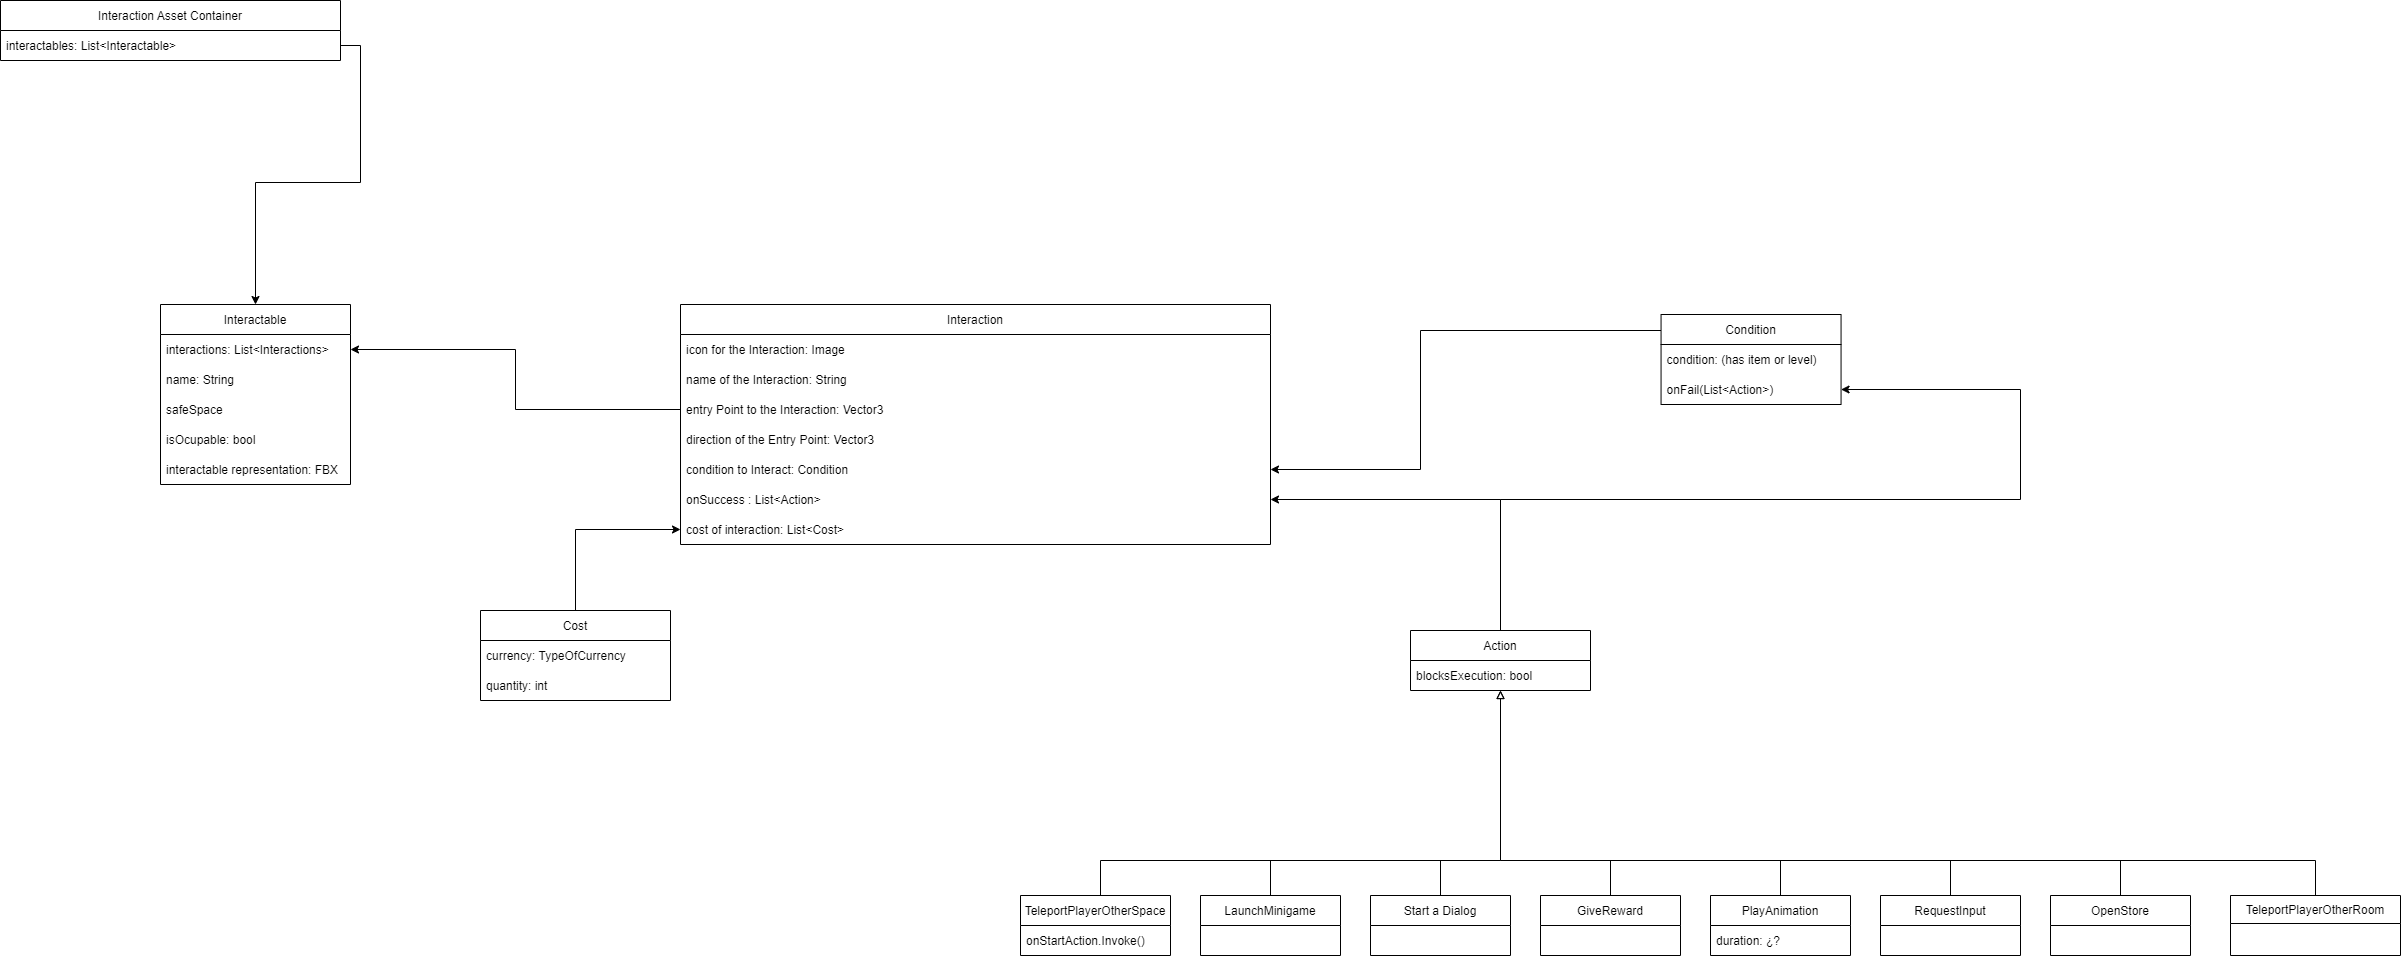 Interaction Asset Container
interactables: List<Interactable>
Interactable
interactions: List<Interactions>
name: String
safeSpace
isOcupable: bool
interactable representation: FBX
Interaction
icon for the Interaction: Image
name of the Interaction: String
entry Point to the Interaction: Vector3
direction of the Entry Point: Vector3
condition to Interact: Condition
onSuccess : List<Action>
cost of interaction: List<Cost>
Condition
condition: (has item or level)
onFail(List<Action>)
Cost
currency: TypeOfCurrency
quantity: int
Action
blocksExecution: bool
TeleportPlayerOtherSpace
onStartAction.Invoke()
LaunchMinigame
Start a Dialog
GiveReward
PlayAnimation
duration: ¿?
RequestInput
OpenStore
TeleportPlayerOtherRoom